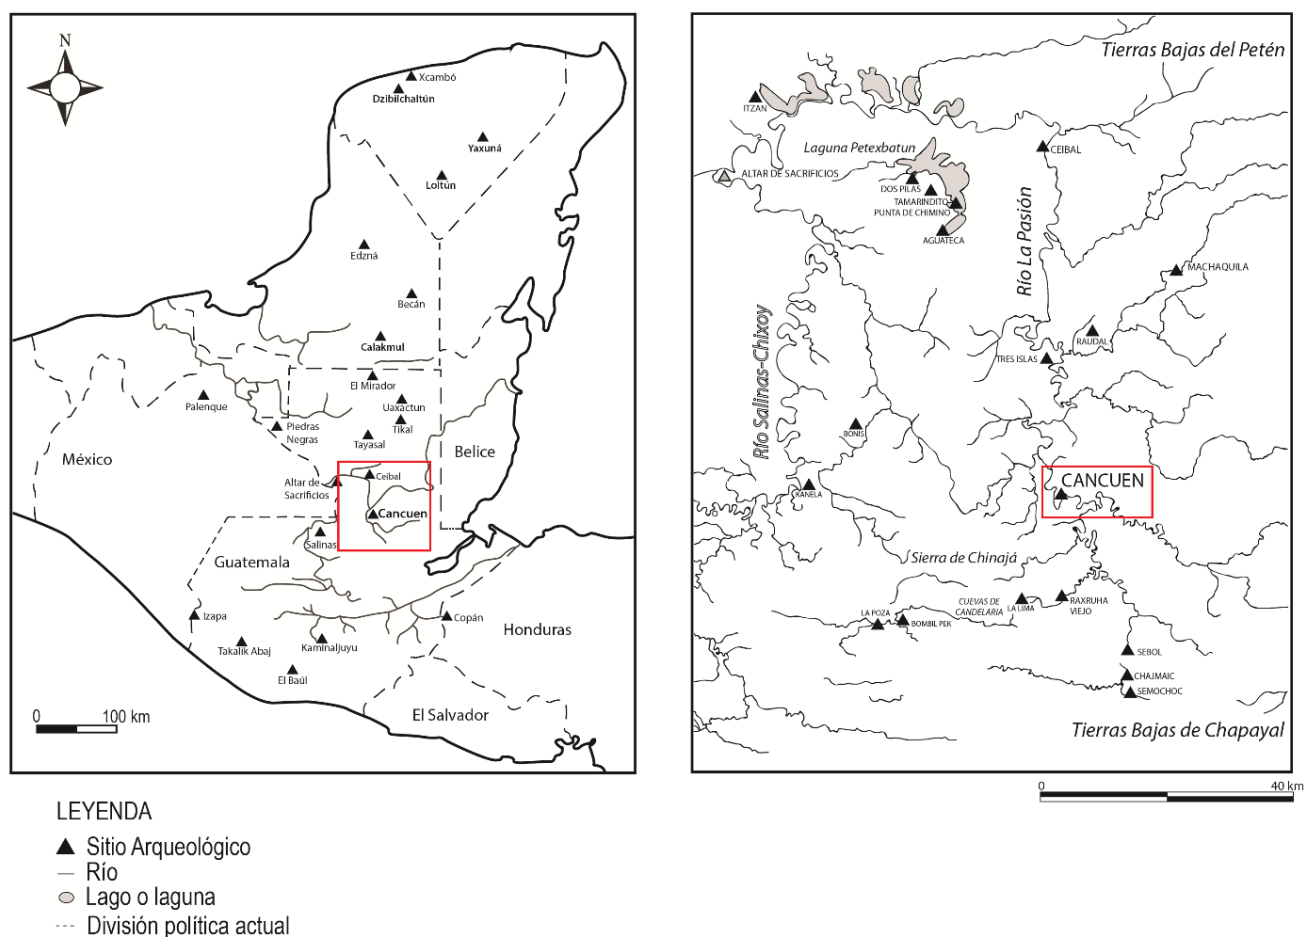 N
Xcambó
Dzibilchaltún
Yaxuná
Loltún
Edzná
Becán
Calakmul
El Mirador
Palenque
Uaxactun
Piedras
Negras
Tikal
Tayasal
México
Belice
Altar de
Sacrificios
Ceibal
Cancuen
Salinas
Guatemala
Izapa
Copán
Honduras
Takalik Abaj
Kaminaljuyu
El Baúl
El Salvador
0 100 km
Tierras Bajas del Petén
ITZAN
Laguna Petexbatun
CEIBAL
ALTAR DE SACRIFICIOS
DOS PILAS
TAMARINDITO
PUNTA DE CHIMINO
AGUATECA
Río La Pasión
MACHAQUILA
Río Salinas-Chixoy
RAUDAL
TRES ISLAS
BONIS
KANELA
CANCUEN
Sierra de Chinajá
CUEVAS DE
CANDELARIA
LA LIMA
RAXRUHA
VIEJO
LA POZA
BOMBIL PEK
SEBOL
CHAJMAIC
SEMOCHOC
Tierras Bajas de Chapayal
0 40 km
LEYENDA
Sitio Arqueológico
Río
Lago o laguna
División política actual